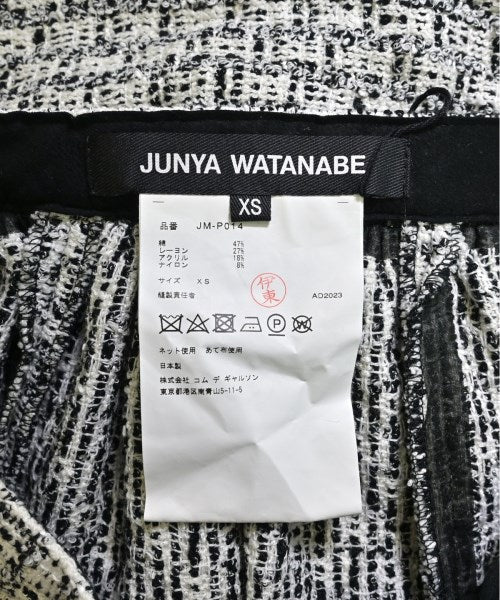 JUNYA WATANABE
XS
品番 JM-P014
綿 47%
レーヨン 27%
アクリル 18%
ナイロン 8%
サイズ XS
縫製責任者 伊東 AD2023
ネット使用 あて布使用
日本製
株式会社 コム デ ギャルソン
東京都港区南青山5-11-5